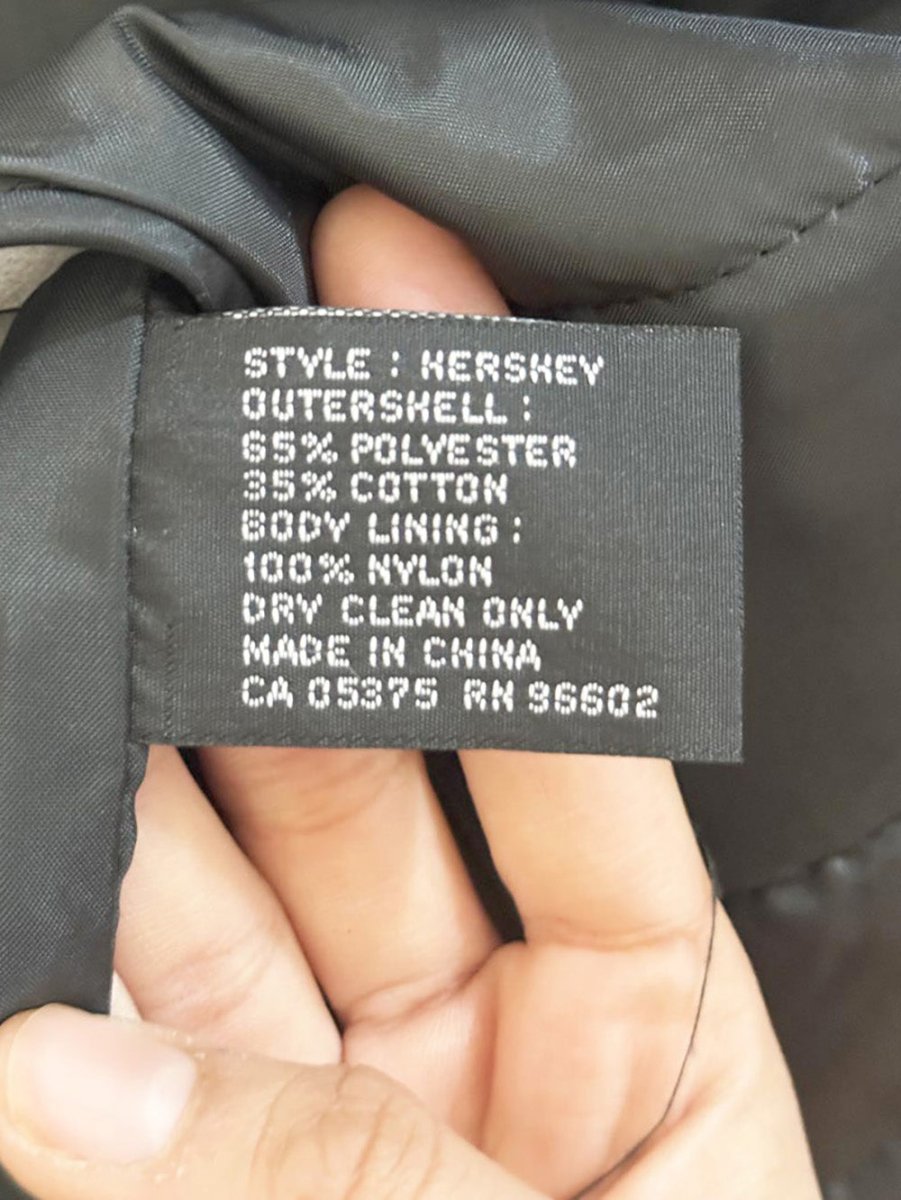 STYLE : HERSHEY
OUTERSHELL :
65% POLYESTER
35% COTTON
BODY LINING :
100% NYLON
DRY CLEAN ONLY
MADE IN CHINA
CA 05375 RN 96602